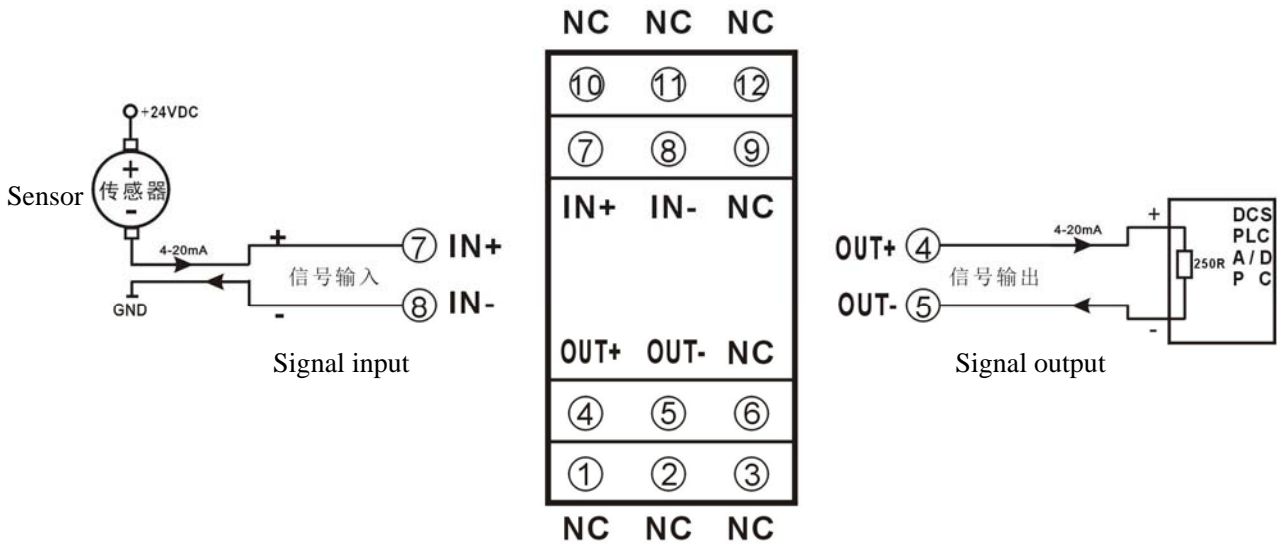 NC NC NC
⑩ ⑪ ⑫
⑦ ⑧ ⑨
IN+ IN- NC
OUT+ OUT- NC
④ ⑤ ⑥
① ② ③
NC NC NC
+24VDC
Sensor
+
传感器
-
4-20mA
+
⑦ IN+
信号输入
GND
-
⑧ IN-
Signal input
OUT+ ④
4-20mA
+
信号输出
OUT- ⑤
-
250R
DCS
PLC
A/D
P C
Signal output